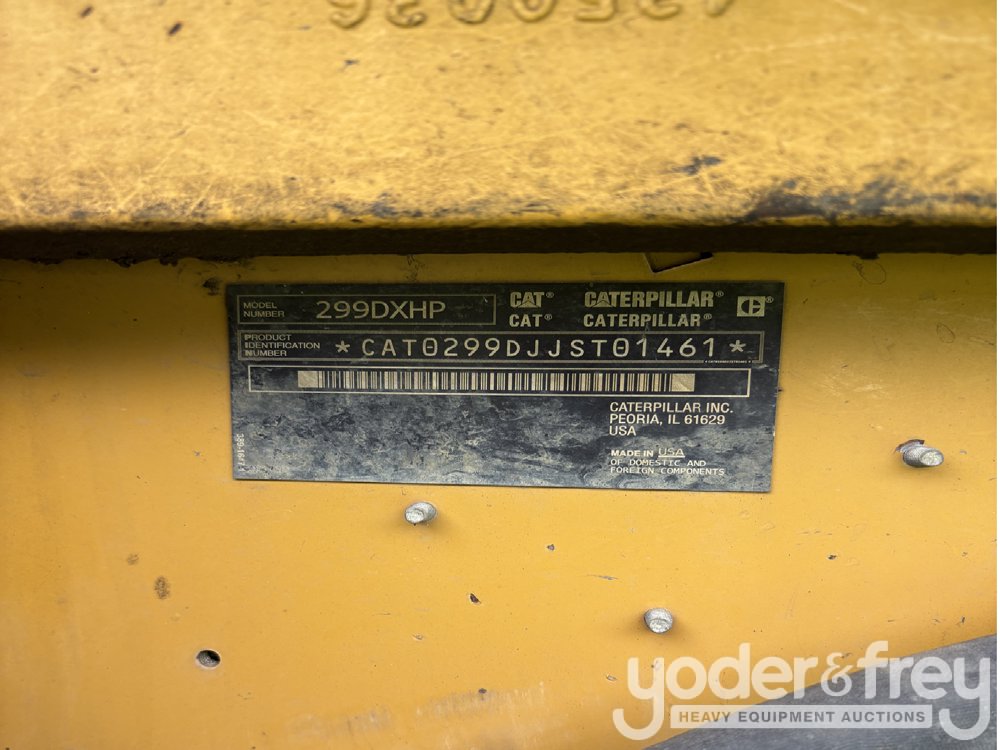 MODEL NUMBER 299DXHP CAT® CATERPILLAR®
CAT® CATERPILLAR®
PRODUCT IDENTIFICATION NUMBER *CAT0299DJJST01461*
CATERPILLAR INC.
PEORIA, IL 61629
USA
MADE IN USA
OF DOMESTIC AND
FOREIGN COMPONENTS
yoder&frey
HEAVY EQUIPMENT AUCTIONS